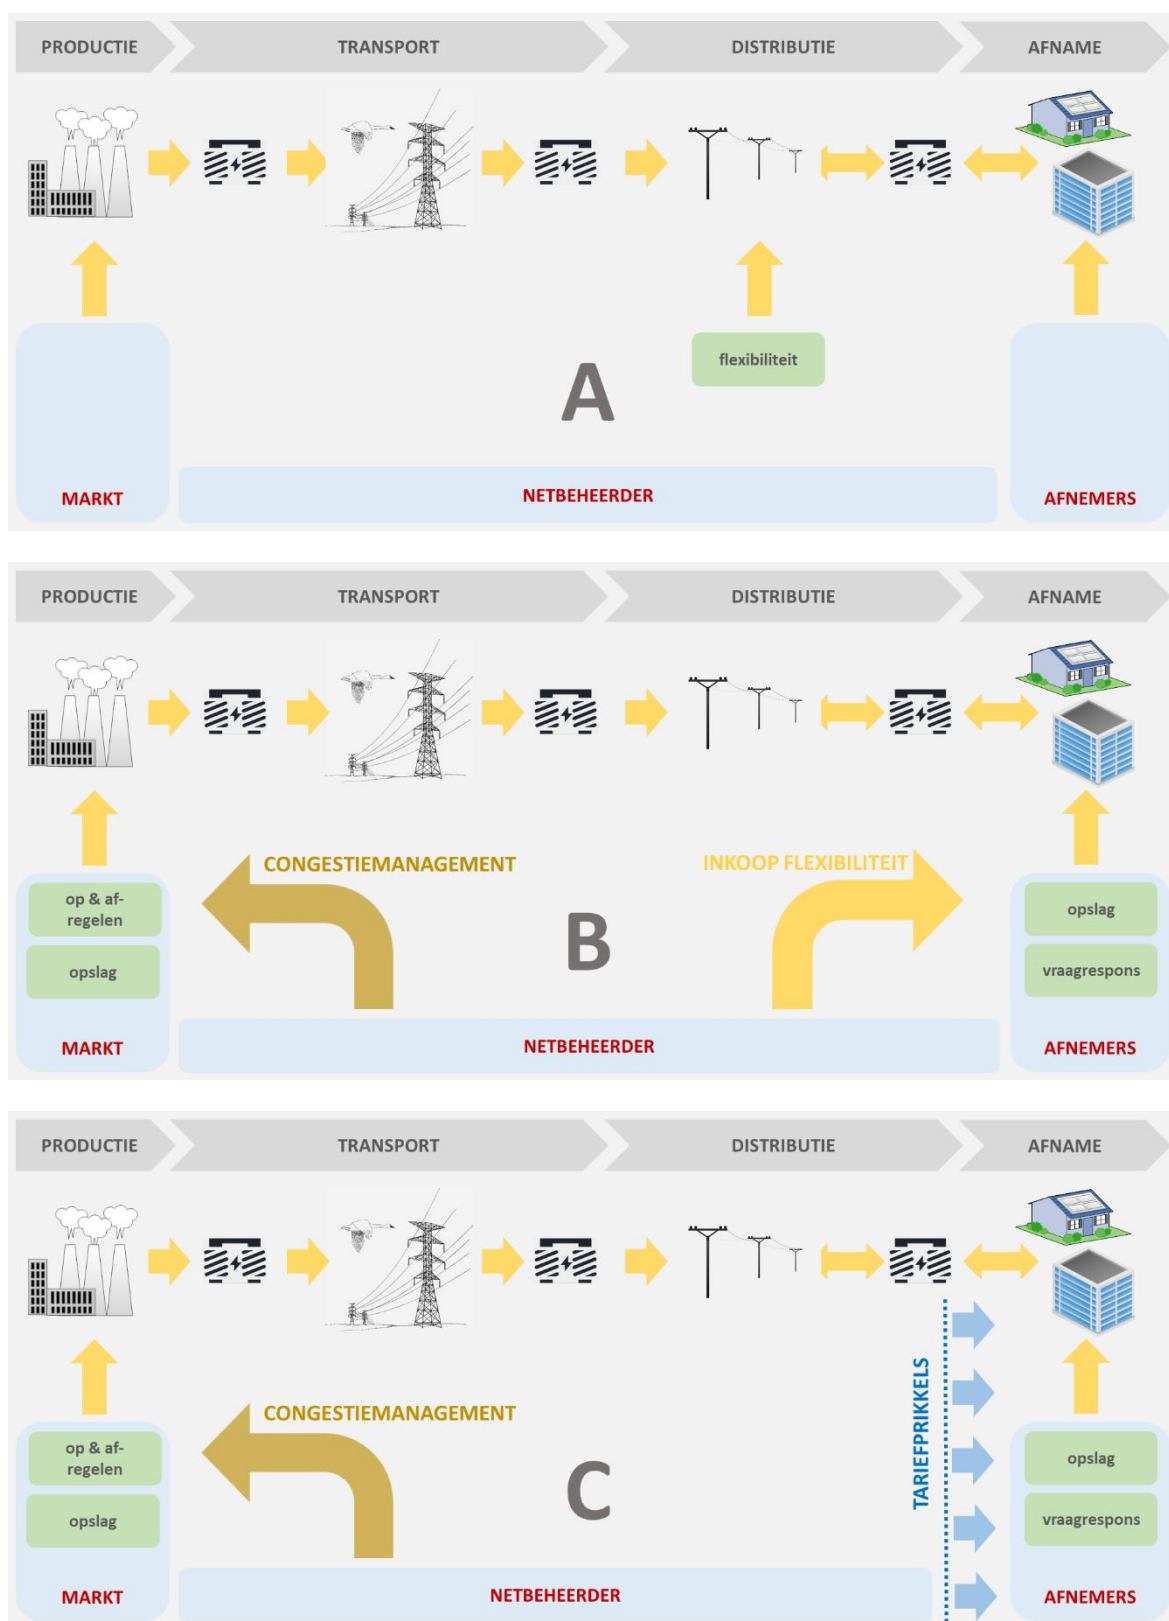 PRODUCTIE TRANSPORT DISTRIBUTIE AFNAME
flexibiliteit
A
MARKT NETBEHEERDER AFNEMERS
PRODUCTIE TRANSPORT DISTRIBUTIE AFNAME
CONGESTIEMANAGEMENT INKOOP FLEXIBILITEIT
op & af-
regelen
opslag
B
opslag
vraagrespons
MARKT NETBEHEERDER AFNEMERS
PRODUCTIE TRANSPORT DISTRIBUTIE AFNAME
CONGESTIEMANAGEMENT
TARIEFPRIKKELS
op & af-
regelen
opslag
C
opslag
vraagrespons
MARKT NETBEHEERDER AFNEMERS